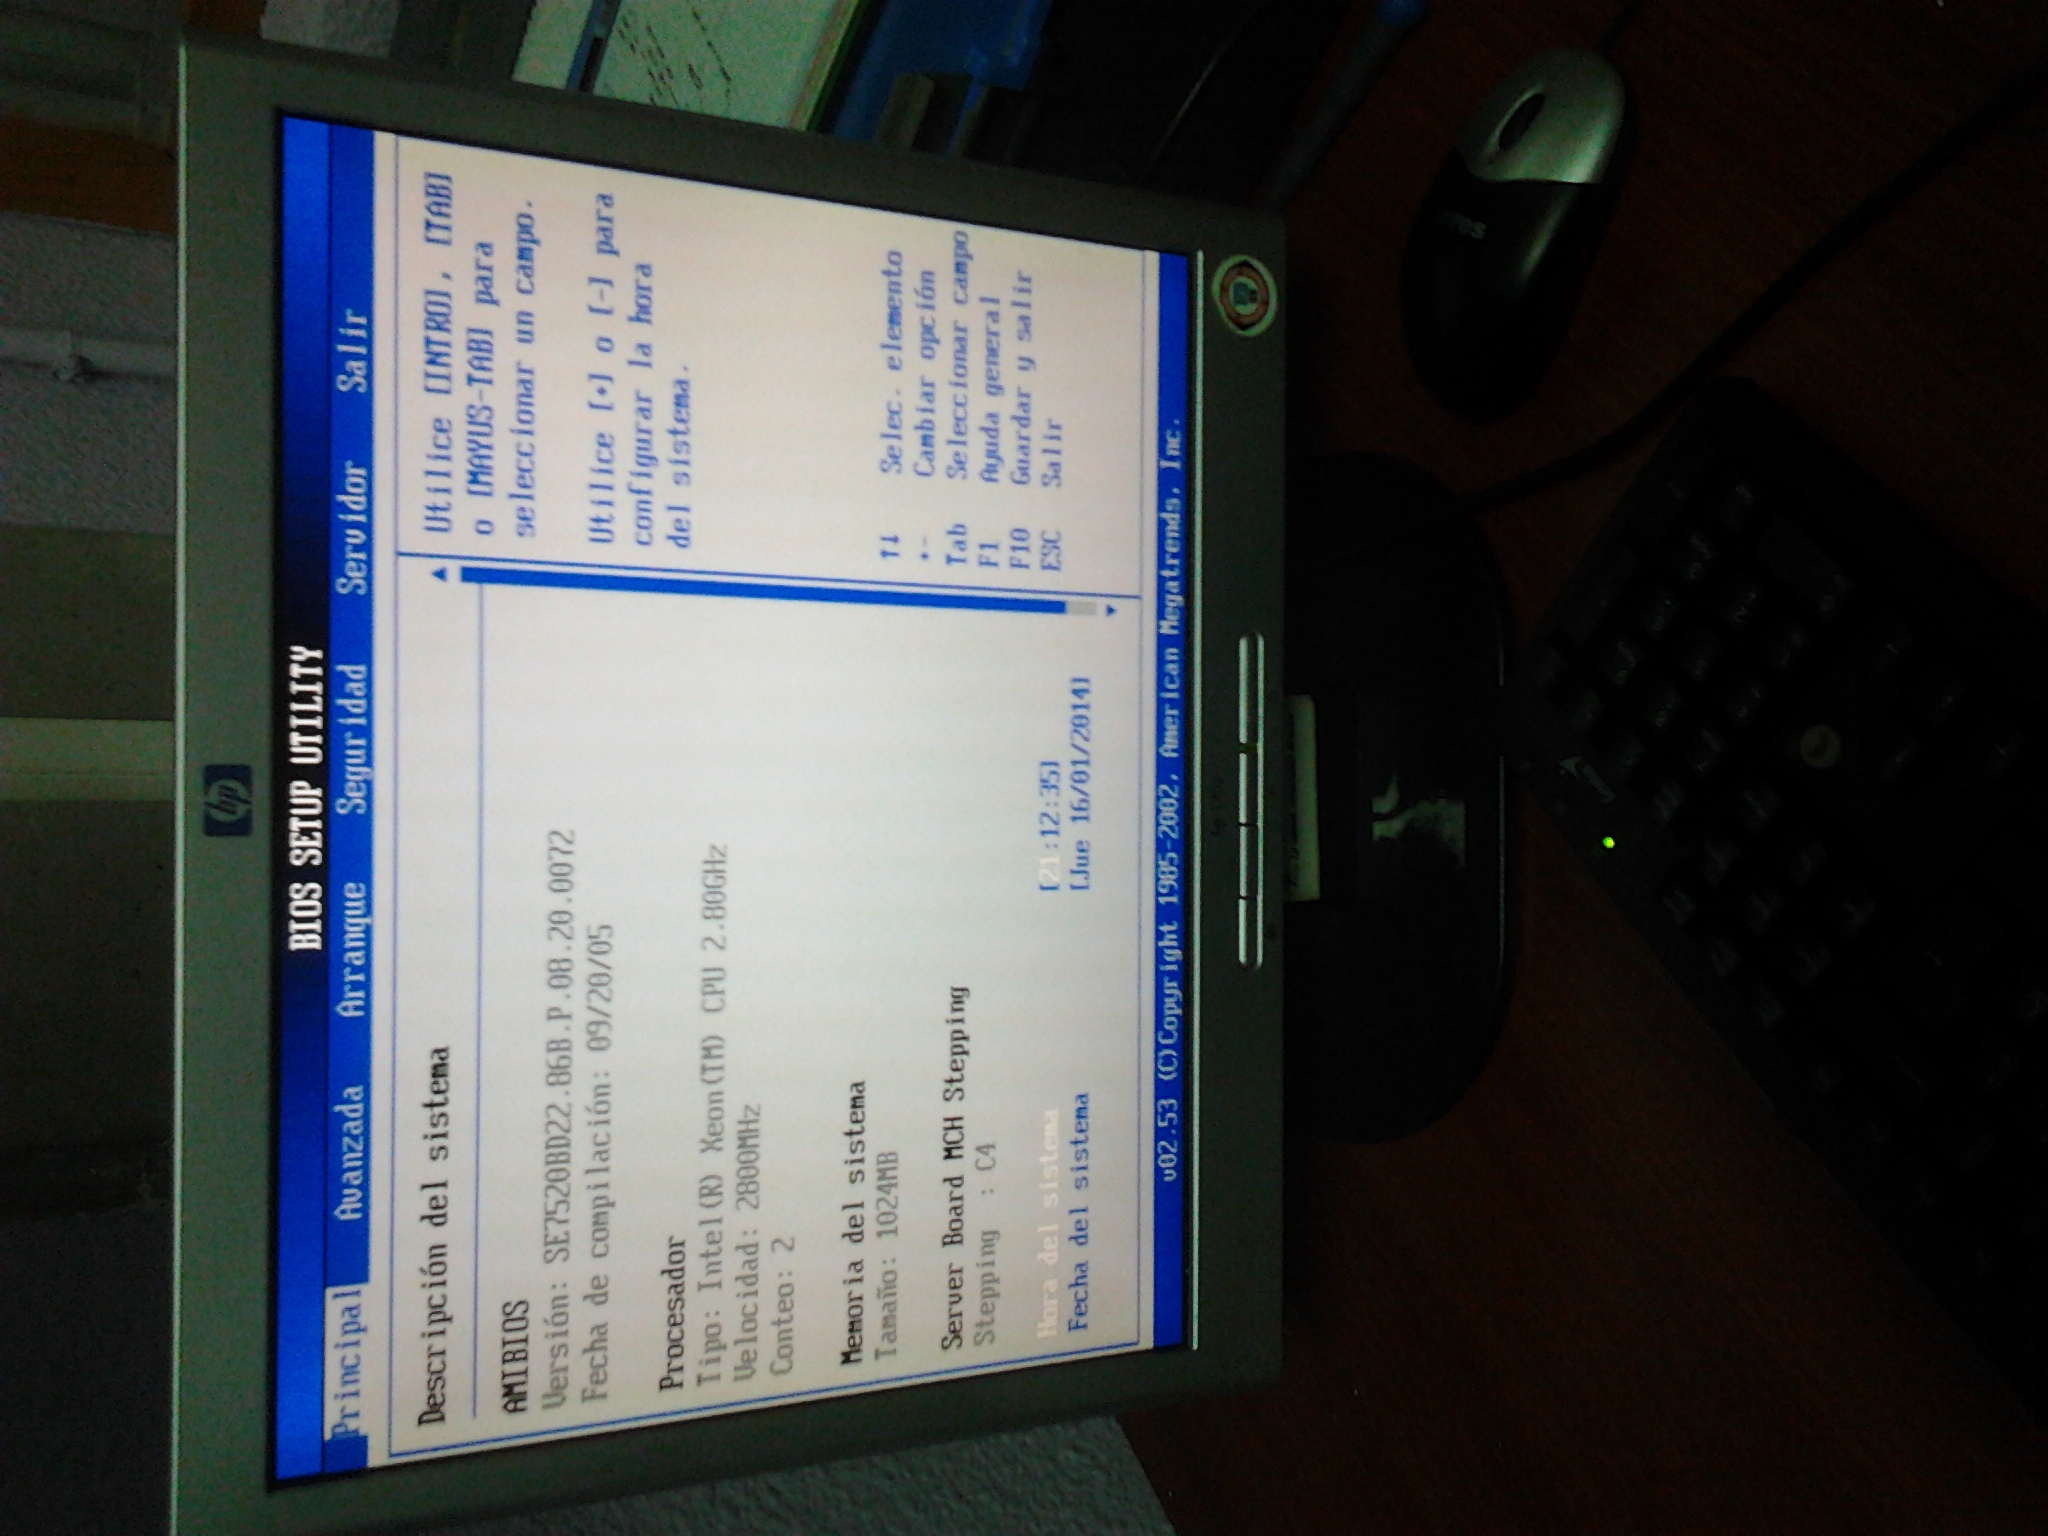 hp
BIOS SETUP UTILITY
Principal Avanzada Arranque Seguridad Servidor Salir
Descripción del sistema
AMIBIOS
Versión: SE7520BD22.86B.P.08.20.0072
Fecha de compilación: 09/20/05
Procesador
Tipo: Intel(R) Xeon(TM) CPU 2.80GHz
Velocidad: 2800MHz
Conteo: 2
Memoria del sistema
Tamaño: 1024MB
Server Board MCH Stepping
Stepping : C4
Hora del sistema [21:12:35]
Fecha del sistema [Jue 16/01/2014]
Utilice [INTRO], [TAB]
o [MAYUS-TAB] para
seleccionar un campo.
Utilice [+] o [-] para
configurar la hora
del sistema.
↑↓ Selec. elemento
+- Cambiar opción
Tab Seleccionar campo
F1 Ayuda general
F10 Guardar y salir
ESC Salir
v02.53 (C)Copyright 1985-2002, American Megatrends, Inc.
Genius